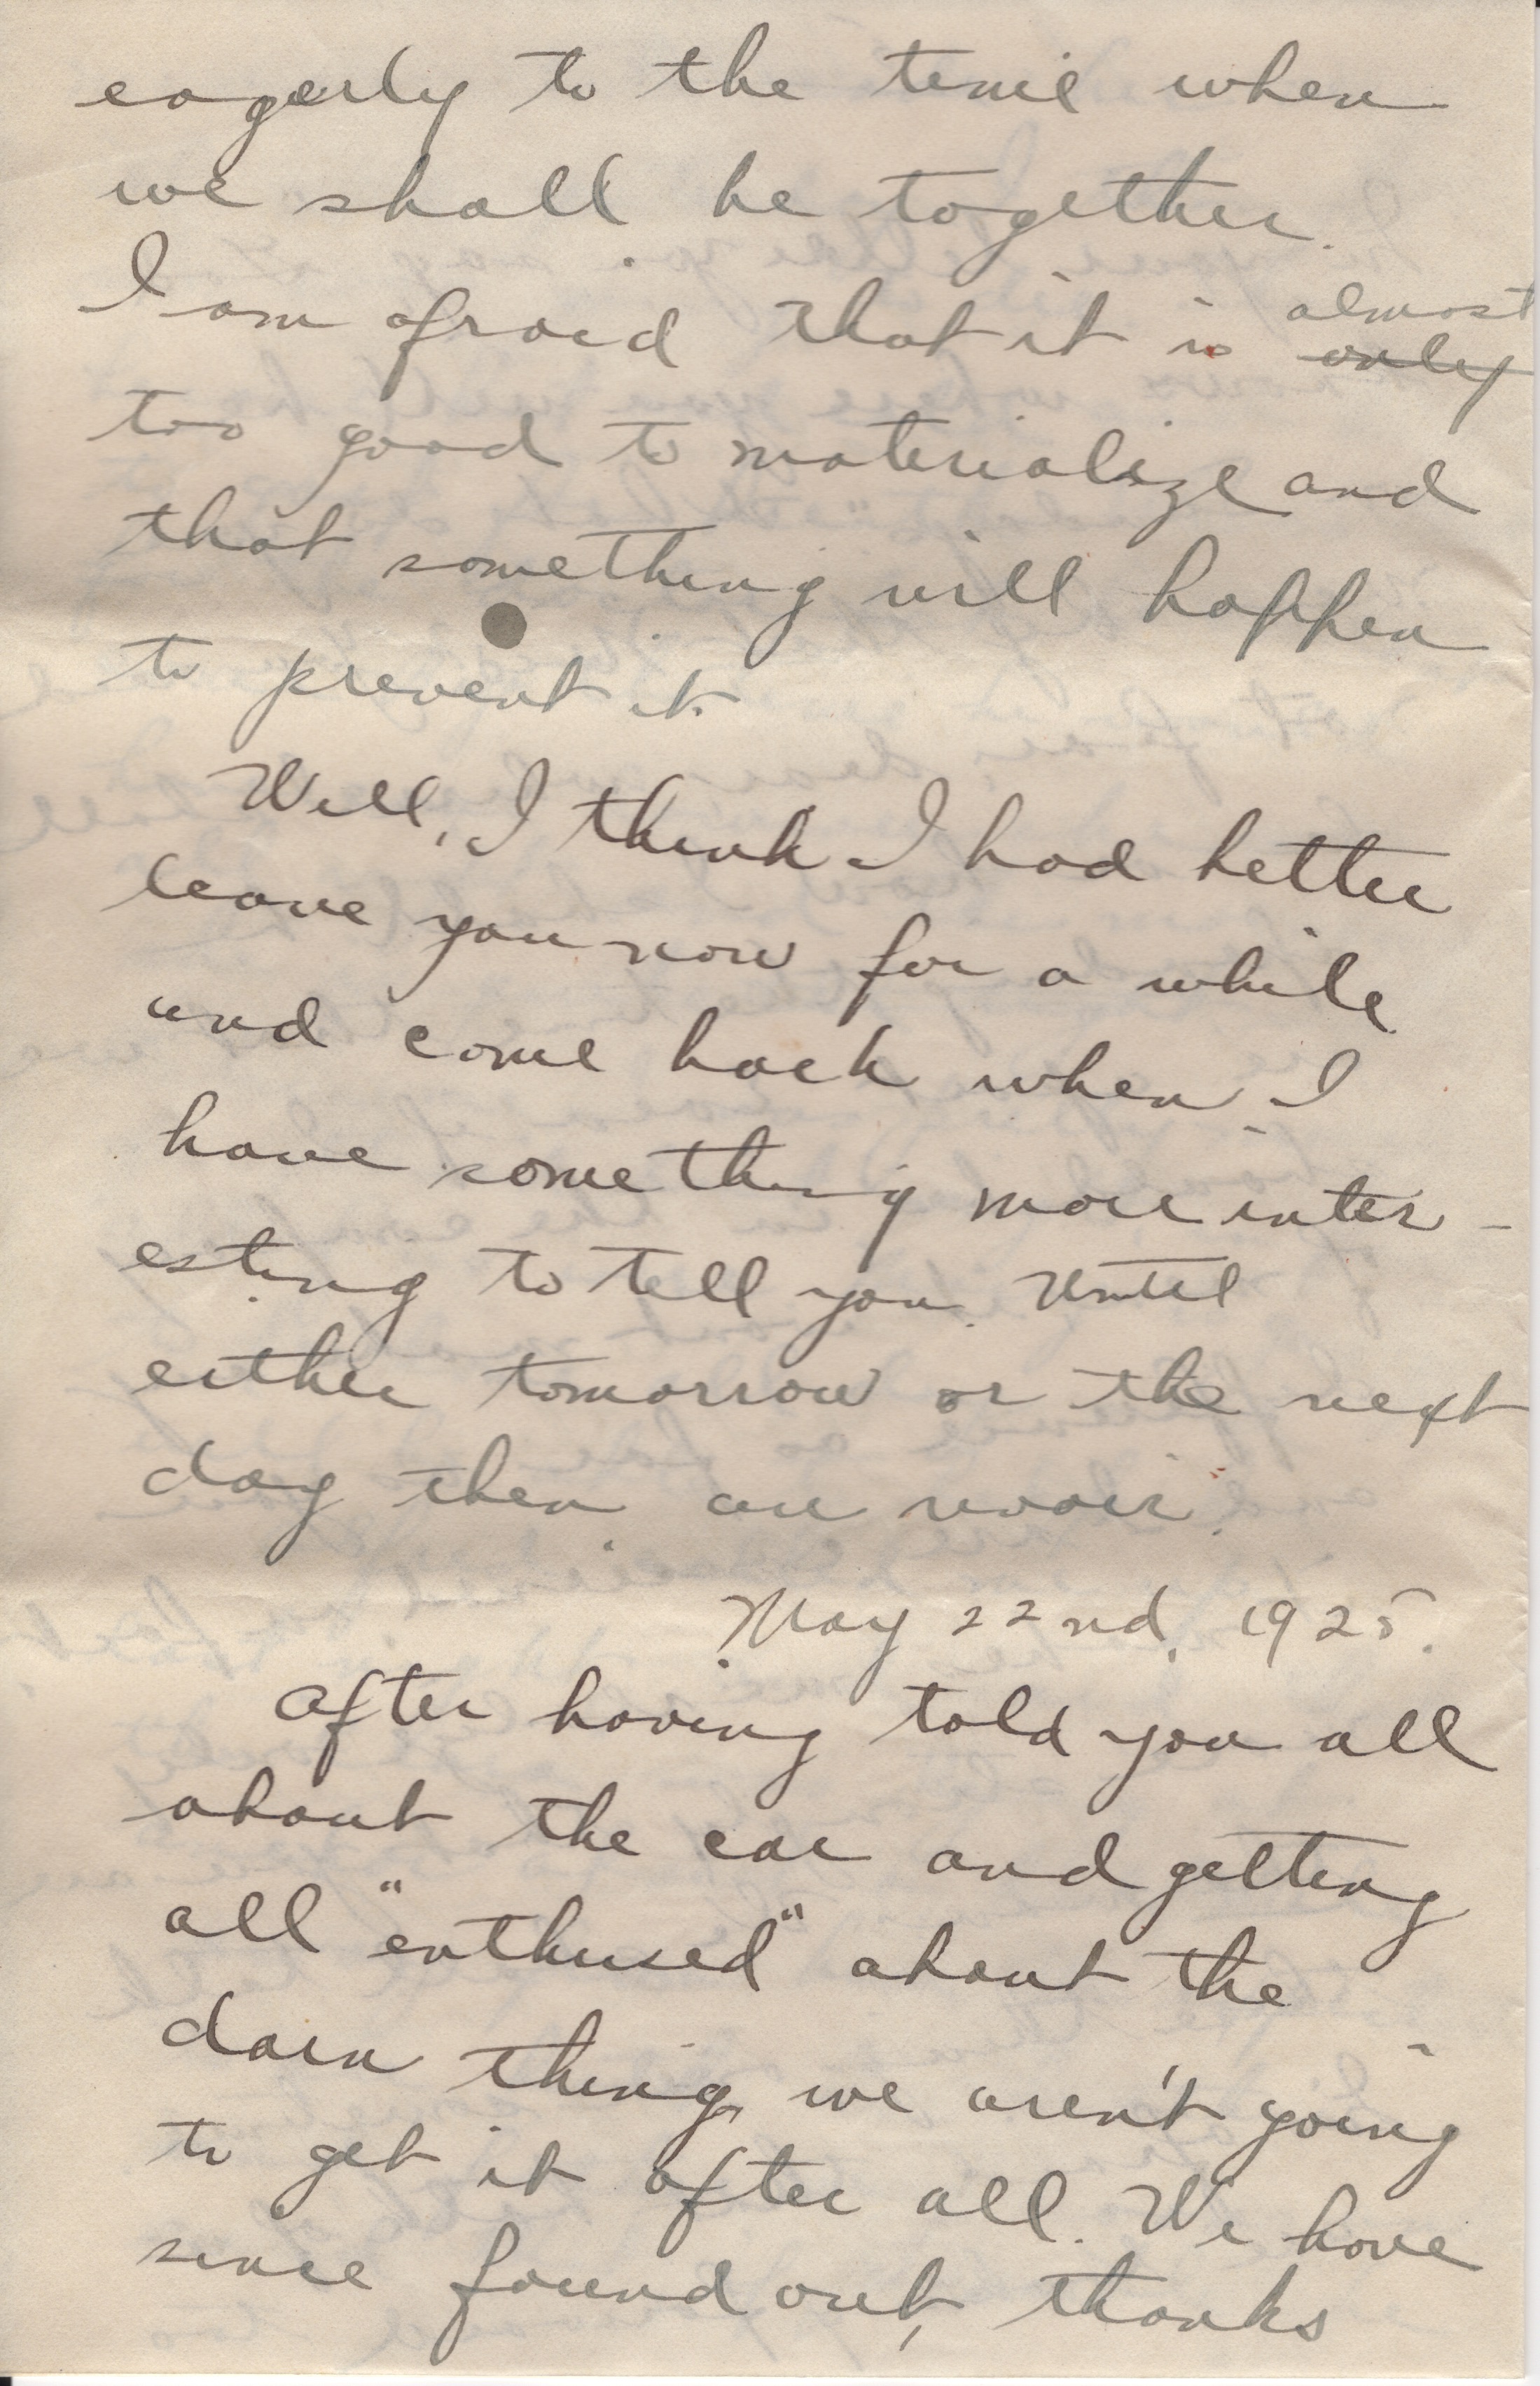 eagerly to the time when
we shall be together.
I am afraid that it is almost
only
too good to materialize and
that something will happen
to prevent it.
Well, I think I had better
leave you now for a while
and come back when I
have something more inter-
esting to tell you. Until
either tomorrow or the next
day then au revoir.
May 22nd, 1925.
After having told you all
about the car and getting
all "enthused" about the
darn thing, we aren't going
to get it after all. We have
since found out, thanks